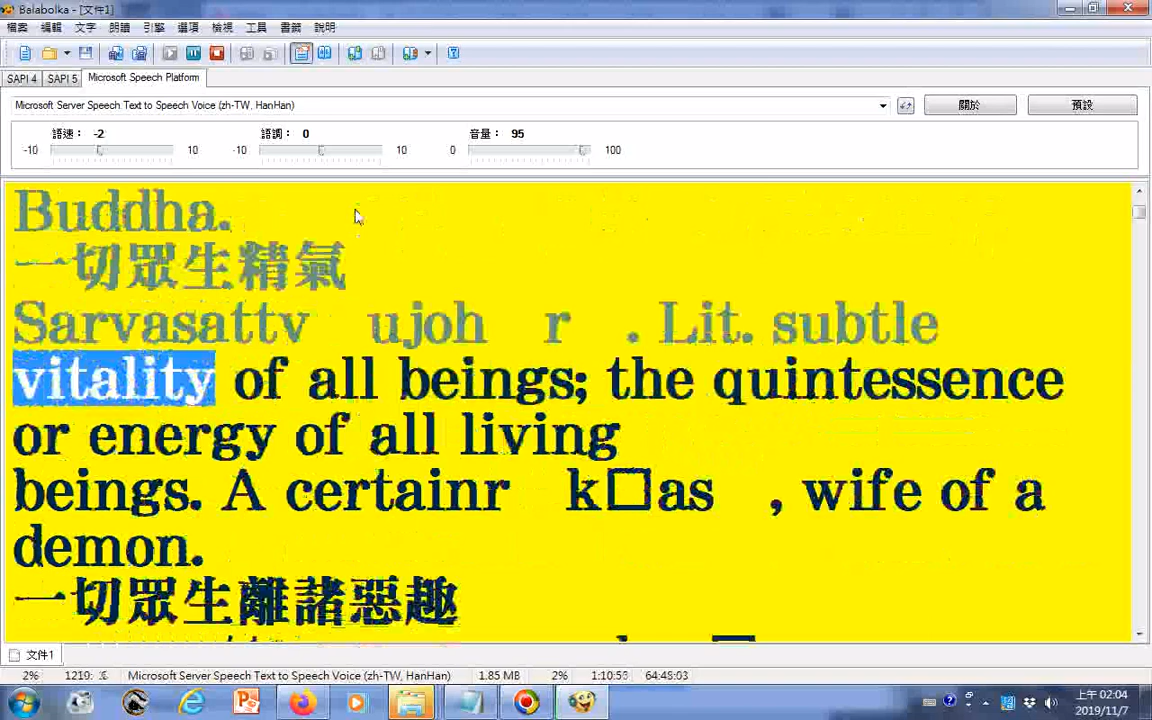 Balabolka - [文件1]
檔案 編輯 文字 朗讀 引擎 選項 檢視 工具 書籤 說明
SAPI 4 SAPI 5 Microsoft Speech Platform
Microsoft Server Speech Text to Speech Voice (zh-TW, HanHan) 關於 預設
語速： -2 語調： 0 音量： 95
-10 10 -10 10 0 100
Buddha.
一切眾生精氣
Sarvasattv ujoh r . Lit. subtle
vitality of all beings; the quintessence
or energy of all living
beings. A certainr k□as , wife of a
demon.
一切眾生離諸惡趣
文件1
2% 1219: Microsoft Server Speech Text to Speech Voice (zh-TW, HanHan) 1.85 MB 2% 1:10:53 64:48:03
上午 02:04
2019/11/7